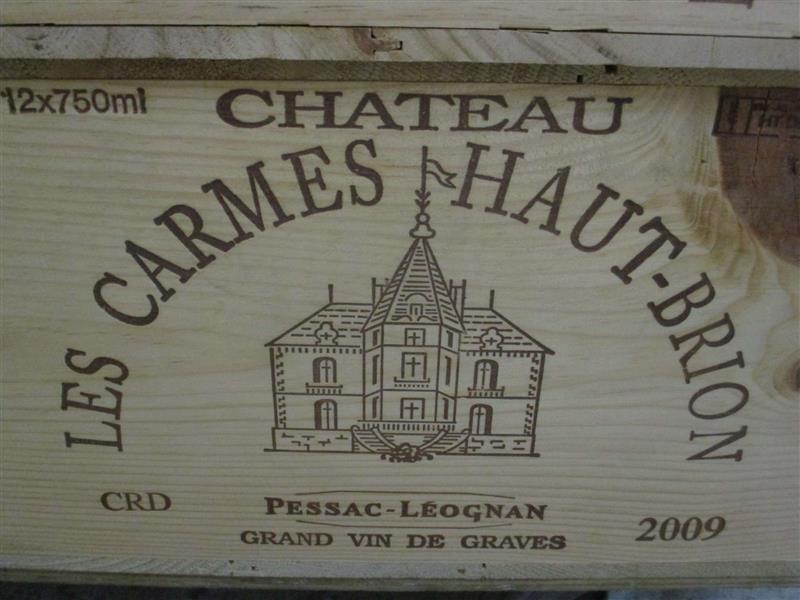 12x750ml
CHATEAU
LES CARMES HAUT-BRION
CRD
PESSAC-LÉOGNAN
GRAND VIN DE GRAVES
2009